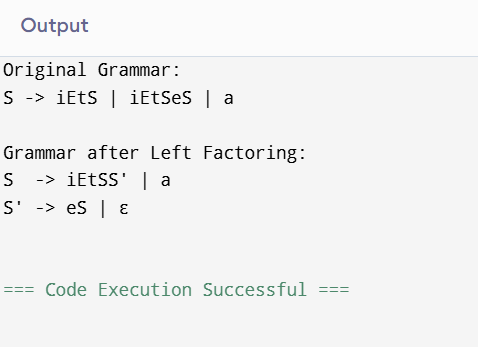 Output
Original Grammar:
S -> iEtS | iEtSeS | a
Grammar after Left Factoring:
S  -> iEtSS' | a
S' -> eS | ε
=== Code Execution Successful ===